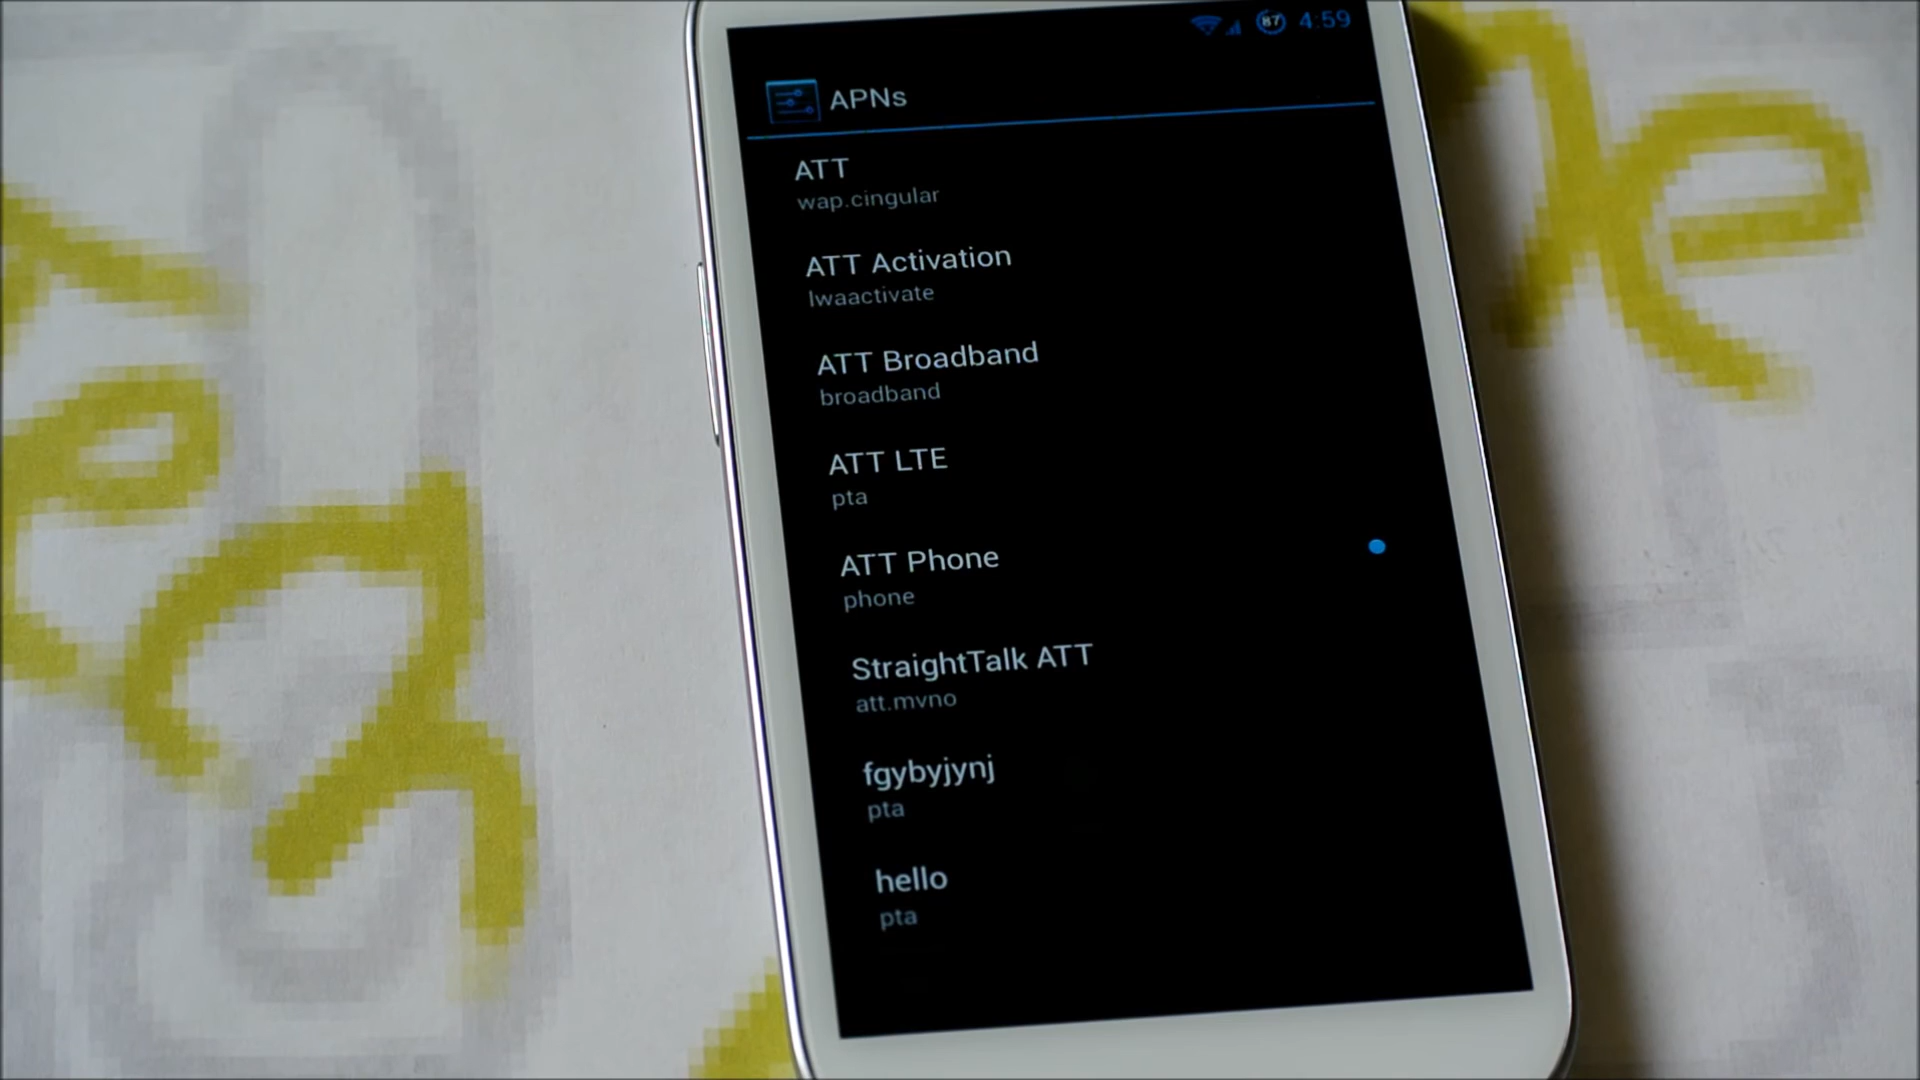 87 4:59
APNs
ATT
wap.cingular
ATT Activation
lwaactivate
ATT Broadband
broadband
ATT LTE
pta
ATT Phone
phone
StraightTalk ATT
att.mvno
fgybyjynj
pta
hello
pta